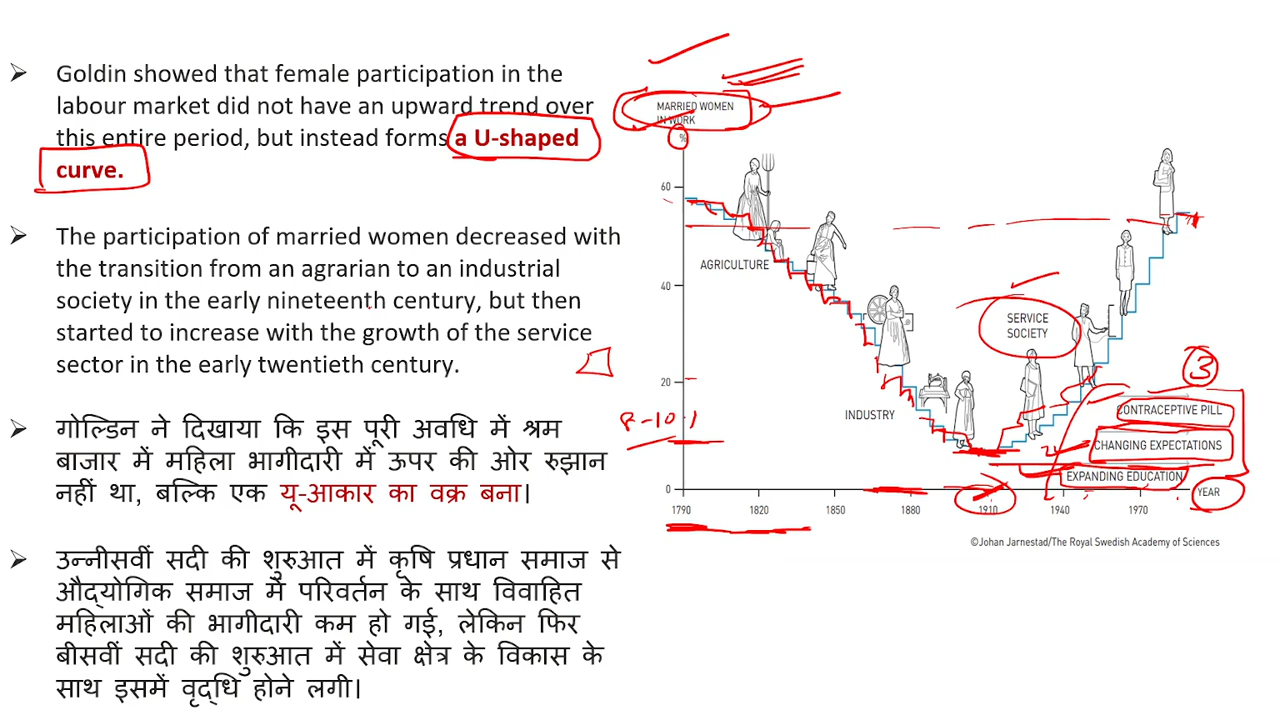 Goldin showed that female participation in the
labour market did not have an upward trend over
this entire period, but instead forms a U-shaped
curve.
The participation of married women decreased with
the transition from an agrarian to an industrial
society in the early nineteenth century, but then
started to increase with the growth of the service
sector in the early twentieth century.
गोल्डिन ने दिखाया कि इस पूरी अवधि में श्रम
बाजार में महिला भागीदारी में ऊपर की ओर रुझान
नहीं था, बल्कि एक यू-आकार का वक्र बना।
उन्नीसवीं सदी की शुरुआत में कृषि प्रधान समाज से
औद्योगिक समाज में परिवर्तन के साथ विवाहित
महिलाओं की भागीदारी कम हो गई, लेकिन फिर
बीसवीं सदी की शुरुआत में सेवा क्षेत्र के विकास के
साथ इसमें वृद्धि होने लगी।
MARRIED WOMEN
IN WORK
%
60
AGRICULTURE
40
SERVICE
SOCIETY
20
3
INDUSTRY
CONTRACEPTIVE PILL
8-10
CHANGING EXPECTATIONS
EXPANDING EDUCATION
0
YEAR
1790 1820 1850 1880 1910 1940 1970
©Johan Jarnestad/The Royal Swedish Academy of Sciences